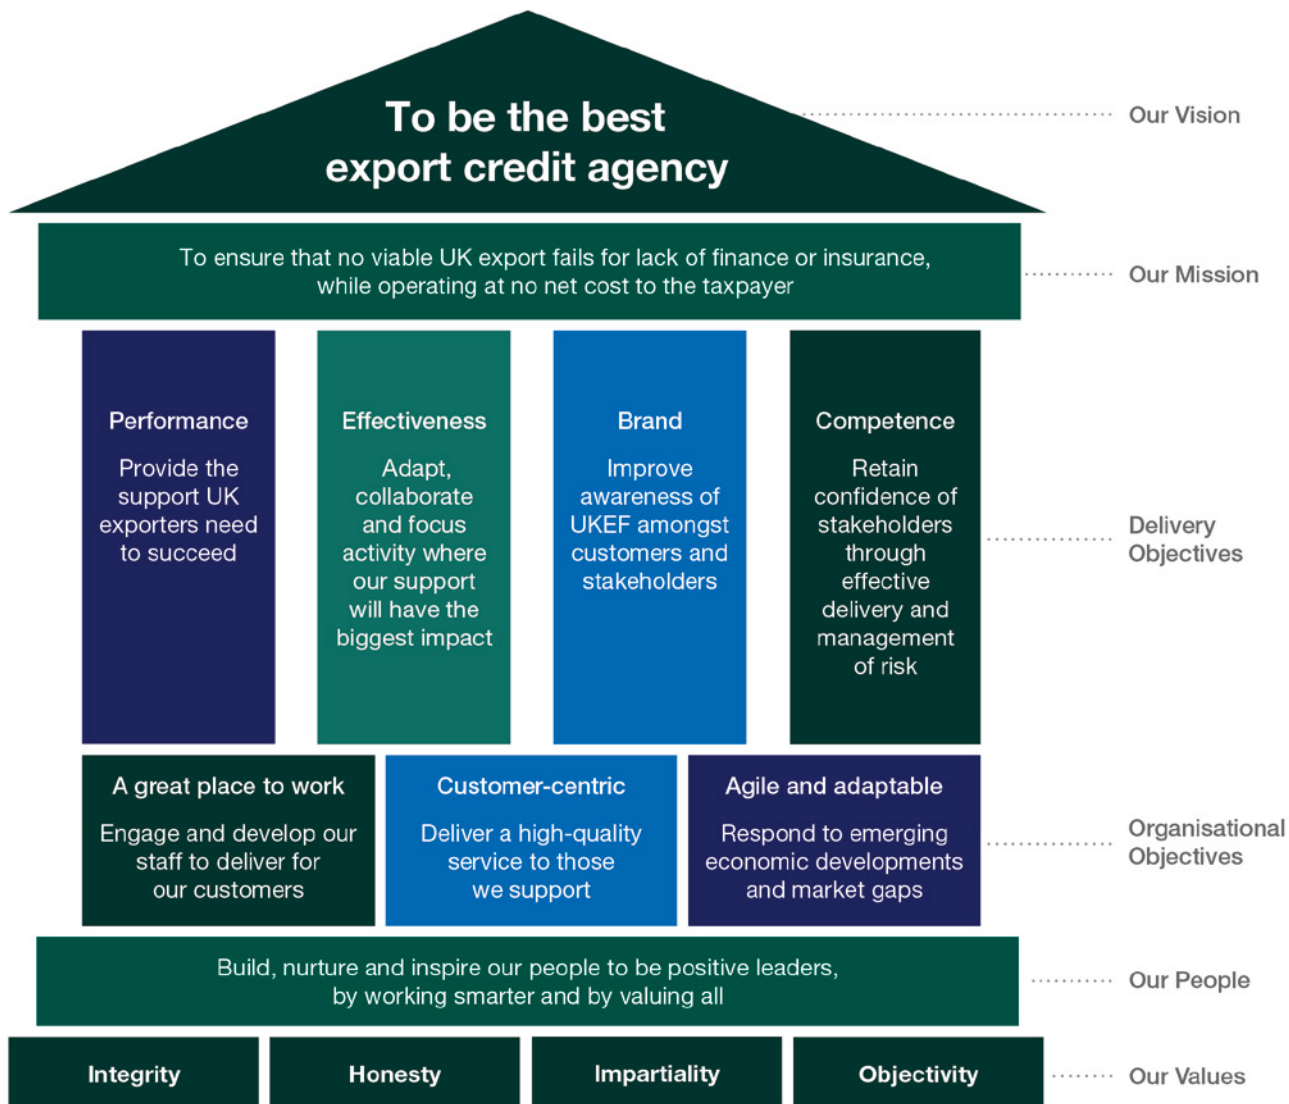 To be the best
export credit agency
Our Vision
To ensure that no viable UK export fails for lack of finance or insurance,
while operating at no net cost to the taxpayer
Our Mission
Performance
Provide the
support UK
exporters need
to succeed
Effectiveness
Adapt,
collaborate
and focus
activity where
our support
will have the
biggest impact
Brand
Improve
awareness of
UKEF amongst
customers and
stakeholders
Competence
Retain
confidence of
stakeholders
through
effective
delivery and
management
of risk
Delivery
Objectives
A great place to work
Engage and develop our
staff to deliver for
our customers
Customer-centric
Deliver a high-quality
service to those
we support
Agile and adaptable
Respond to emerging
economic developments
and market gaps
Organisational
Objectives
Build, nurture and inspire our people to be positive leaders,
by working smarter and by valuing all
Our People
Integrity
Honesty
Impartiality
Objectivity
Our Values